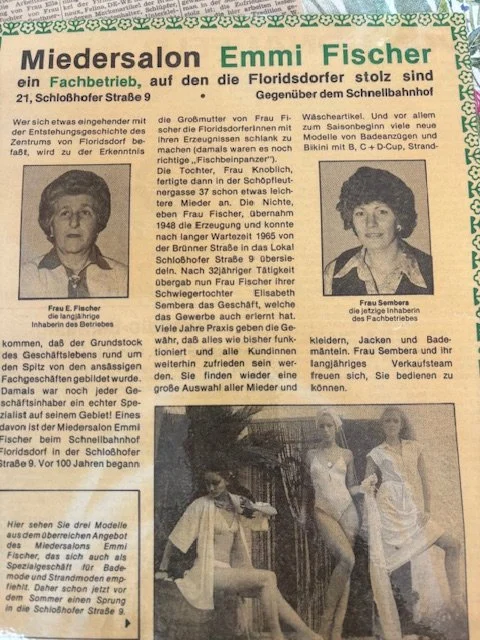 Miedersalon Emmi Fischer
ein Fachbetrieb, auf den die Floridsdorfer stolz sind
21, Schloßhofer Straße 9 • Gegenüber dem Schnellbahnhof
Wer sich etwas eingehender mit
der Entstehungsgeschichte des
Zentrums von Floridsdorf be-
faßt, wird zu der Erkenntnis
Frau E. Fischer
die langjährige
Inhaberin des Betriebes
kommen, daß der Grundstock
des Geschäftslebens rund um
den Spitz von den ansässigen
Fachgeschäften gebildet wurde.
Damals war noch jeder Ge-
schäftsinhaber ein echter Spe-
zialist auf seinem Gebiet! Eines
davon ist der Miedersalon Emmi
Fischer beim Schnellbahnhof
Floridsdorf in der Schloßhofer
Straße 9. Vor 100 Jahren begann
die Großmutter von Frau Fi-
scher die FloridsdorferInnen mit
ihren Erzeugnissen schlank zu
machen (damals waren es noch
richtige „Fischbeinpanzer").
Die Tochter, Frau Knoblich,
fertigte dann in der Schöpfleut-
nergasse 37 schon etwas leich-
tere Mieder an. Die Nichte,
eben Frau Fischer, übernahm
1948 die Erzeugung und konnte
nach langer Wartezeit 1965 von
der Brünner Straße in das Lokal
Schloßhofer Straße 9 übersie-
deln. Nach 32jähriger Tätigkeit
übergab nun Frau Fischer ihrer
Schwiegertochter Elisabeth
Sembera das Geschäft, welche
das Gewerbe auch erlernt hat.
Viele Jahre Praxis geben die Ge-
währ, daß alles wie bisher funk-
tioniert und alle Kundinnen
weiterhin zufrieden sein wer-
den. Sie finden wieder eine
große Auswahl aller Mieder und
Wäscheartikel. Und vor allem
zum Saisonbeginn viele neue
Modelle von Badeanzügen und
Bikini mit B, C + D-Cup, Strand-
Frau Sembera
die jetzige Inhaberin
des Fachbetriebes
kleidern, Jacken und Bade-
mänteln. Frau Sembera und ihr
langjähriges Verkaufsteam
freuen sich, Sie bedienen zu
können.
Hier sehen Sie drei Modelle
aus dem überreichen Angebot
des Miedersalons Emmi
Fischer, das sich auch als
Spezialgeschäft für Bade-
mode und Strandmoden emp-
fiehlt. Daher schon jetzt vor
dem Sommer einen Sprung
in die Schloßhofer Straße 9.